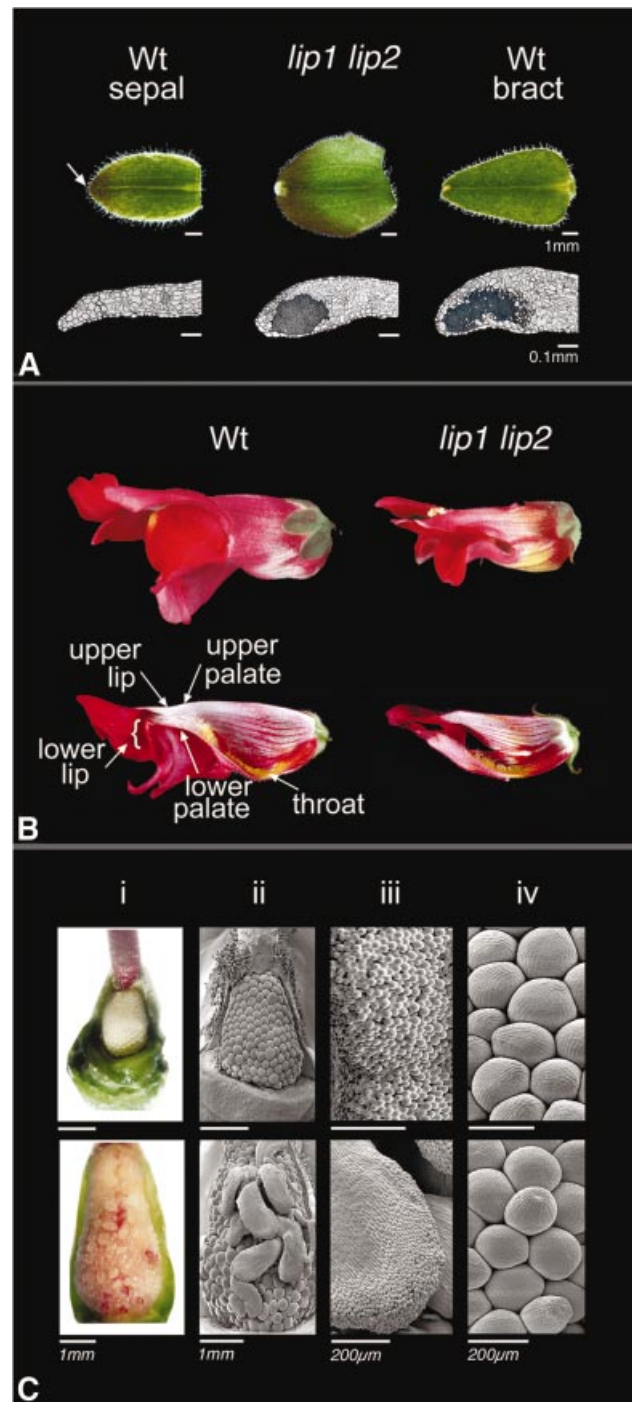 Wt
sepal
lip1 lip2
Wt
bract
1mm
0.1mm
A
Wt
lip1 lip2
upper
lip
upper
palate
lower
lip
{
lower
palate
throat
B
i
ii
iii
iv
1mm
1mm
200µm
200µm
C